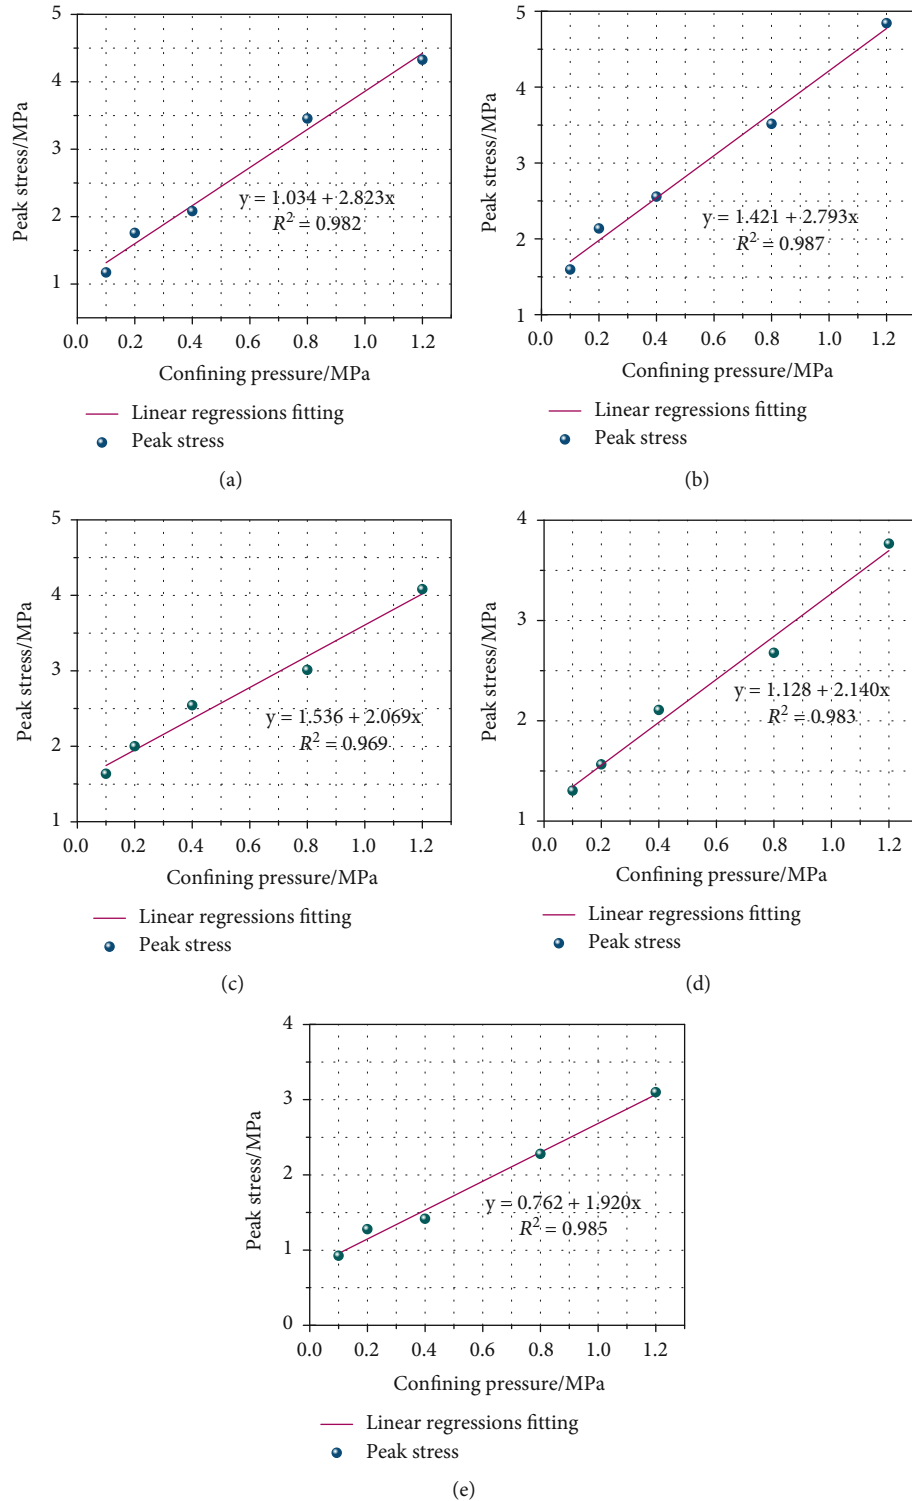 5
4
3
2
1
Peak stress/MPa
y = 1.034 + 2.823x
R² = 0.982
0.0 0.2 0.4 0.6 0.8 1.0 1.2
Confining pressure/MPa
Linear regressions fitting
Peak stress
(a)
5
4
3
2
1
Peak stress/MPa
y = 1.421 + 2.793x
R² = 0.987
0.0 0.2 0.4 0.6 0.8 1.0 1.2
Confining pressure/MPa
Linear regressions fitting
Peak stress
(b)
5
4
3
2
1
Peak stress/MPa
y = 1.536 + 2.069x
R² = 0.969
0.0 0.2 0.4 0.6 0.8 1.0 1.2
Confining pressure/MPa
Linear regressions fitting
Peak stress
(c)
4
3
2
1
Peak stress/MPa
y = 1.128 + 2.140x
R² = 0.983
0.0 0.2 0.4 0.6 0.8 1.0 1.2
Confining pressure/MPa
Linear regressions fitting
Peak stress
(d)
4
3
2
1
0
Peak stress/MPa
y = 0.762 + 1.920x
R² = 0.985
0.0 0.2 0.4 0.6 0.8 1.0 1.2
Confining pressure/MPa
Linear regressions fitting
Peak stress
(e)